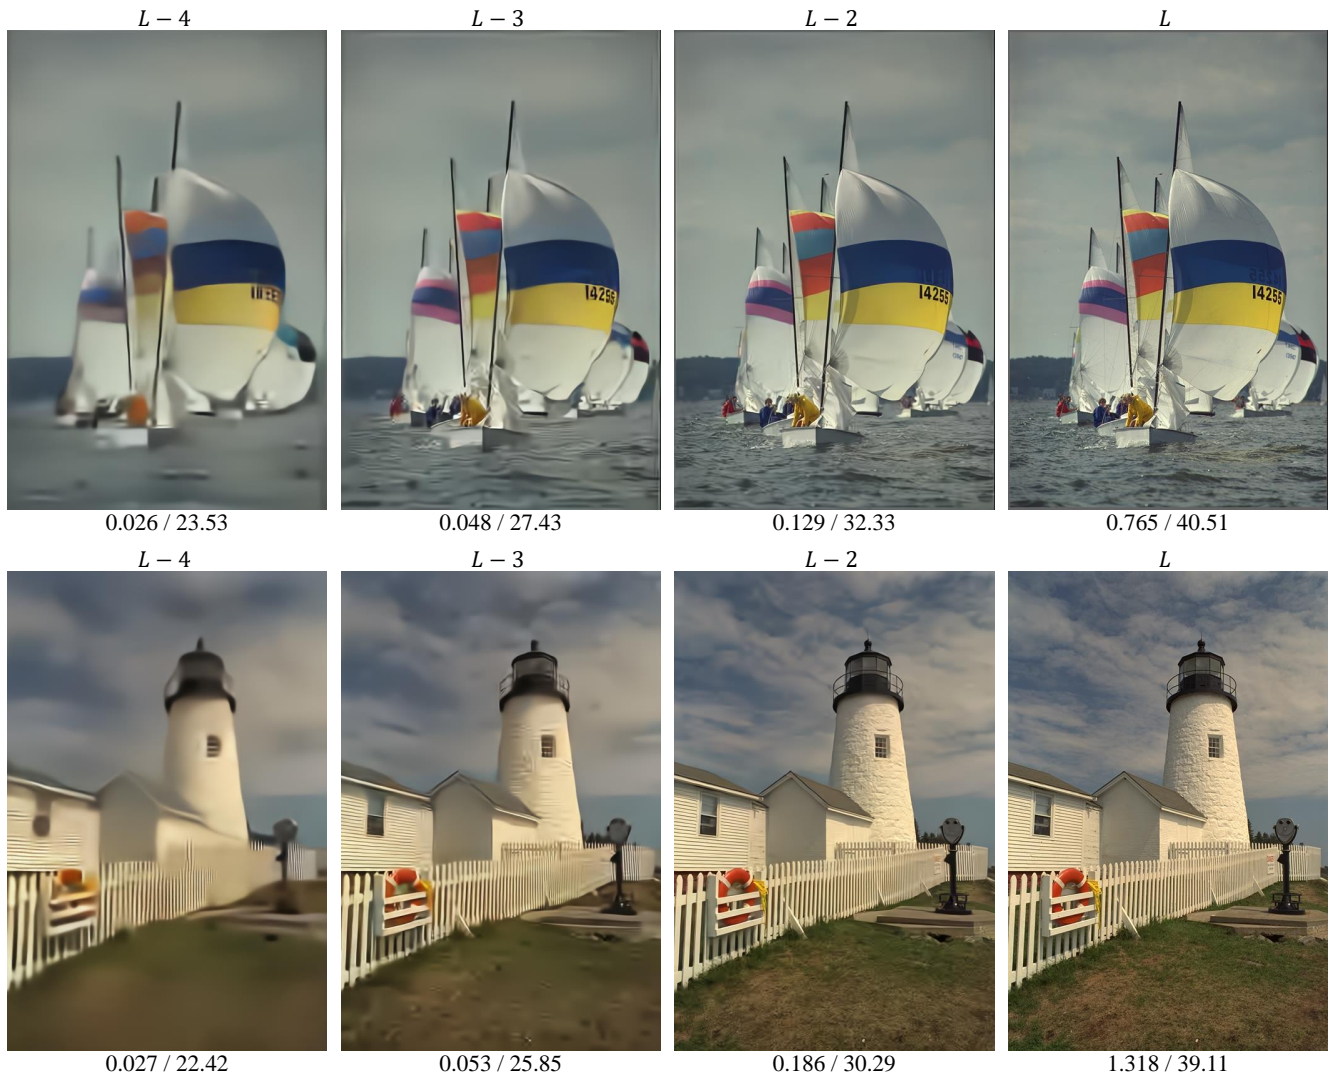 L − 4 L − 3 L − 2 L
14255 14255 14255
0.026 / 23.53 0.048 / 27.43 0.129 / 32.33 0.765 / 40.51
L − 4 L − 3 L − 2 L
0.027 / 22.42 0.053 / 25.85 0.186 / 30.29 1.318 / 39.11